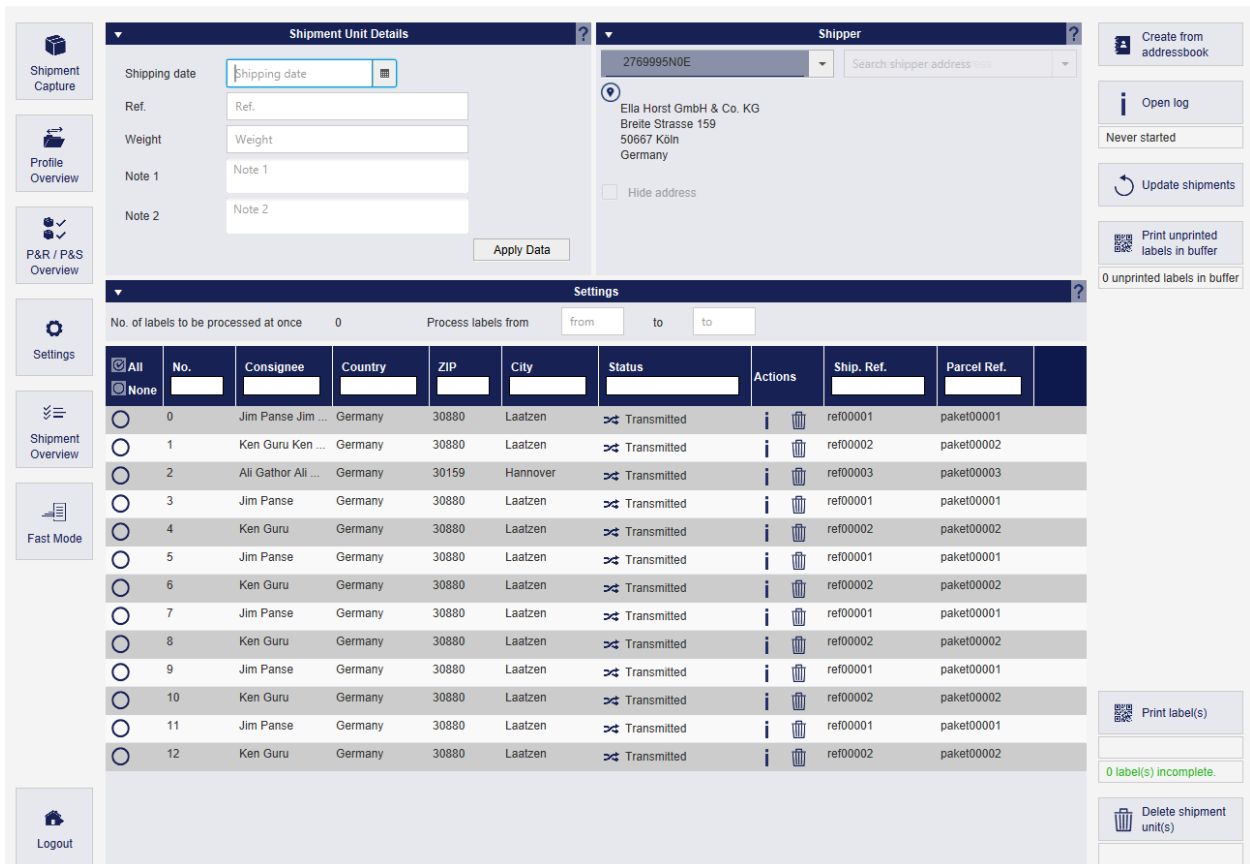 Shipment
Capture
Profile
Overview
P&R / P&S
Overview
Settings
Shipment
Overview
Fast Mode
Logout
Shipment Unit Details ?
Shipping date Shipping date
Ref. Ref.
Weight Weight
Note 1 Note 1
Note 2 Note 2
Apply Data
Shipper ?
2769995N0E Search shipper address
Ella Horst GmbH & Co. KG
Breite Strasse 159
50667 Köln
Germany
Hide address
Settings ?
No. of labels to be processed at once 0 Process labels from from to to
All No. Consignee Country ZIP City Status Actions Ship. Ref. Parcel Ref.
None
0 Jim Panse Jim ... Germany 30880 Laatzen Transmitted ref00001 paket00001
1 Ken Guru Ken ... Germany 30880 Laatzen Transmitted ref00002 paket00002
2 Ali Gathor Ali ... Germany 30159 Hannover Transmitted ref00003 paket00003
3 Jim Panse Germany 30880 Laatzen Transmitted ref00001 paket00001
4 Ken Guru Germany 30880 Laatzen Transmitted ref00002 paket00002
5 Jim Panse Germany 30880 Laatzen Transmitted ref00001 paket00001
6 Ken Guru Germany 30880 Laatzen Transmitted ref00002 paket00002
7 Jim Panse Germany 30880 Laatzen Transmitted ref00001 paket00001
8 Ken Guru Germany 30880 Laatzen Transmitted ref00002 paket00002
9 Jim Panse Germany 30880 Laatzen Transmitted ref00001 paket00001
10 Ken Guru Germany 30880 Laatzen Transmitted ref00002 paket00002
11 Jim Panse Germany 30880 Laatzen Transmitted ref00001 paket00001
12 Ken Guru Germany 30880 Laatzen Transmitted ref00002 paket00002
Create from
addressbook
Open log
Never started
Update shipments
Print unprinted
labels in buffer
0 unprinted labels in buffer
Print label(s)
0 label(s) incomplete.
Delete shipment
unit(s)